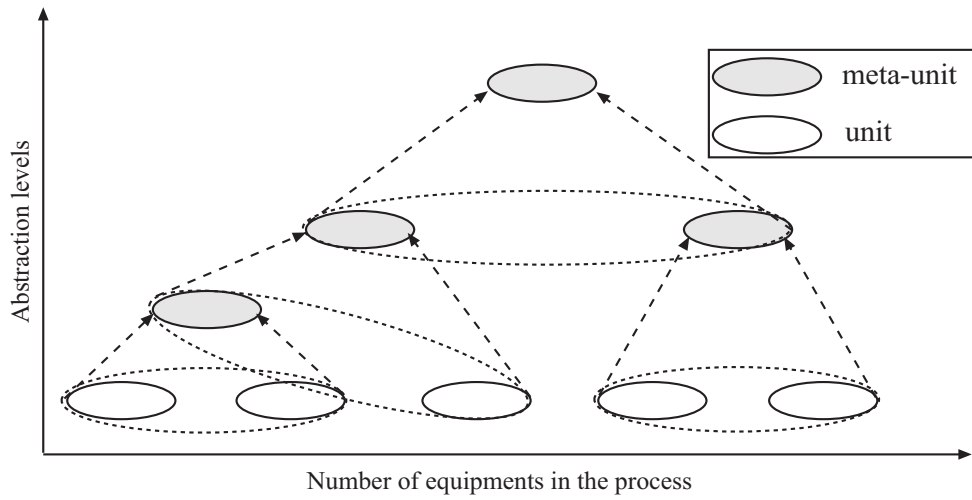 meta-unit
unit
Abstraction levels
Number of equipments in the process